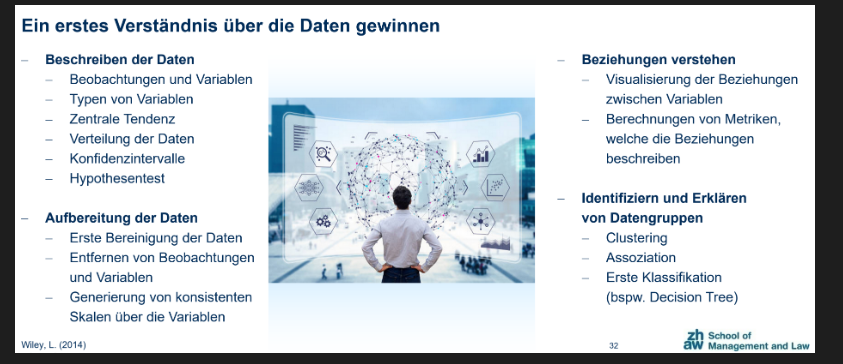 Ein erstes Verständnis über die Daten gewinnen
– Beschreiben der Daten
– Beobachtungen und Variablen
– Typen von Variablen
– Zentrale Tendenz
– Verteilung der Daten
– Konfidenzintervalle
– Hypothesentest
– Aufbereitung der Daten
– Erste Bereinigung der Daten
– Entfernen von Beobachtungen
und Variablen
– Generierung von konsistenten
Skalen über die Variablen
– Beziehungen verstehen
– Visualisierung der Beziehungen
zwischen Variablen
– Berechnungen von Metriken,
welche die Beziehungen
beschreiben
– Identifiziern und Erklären
von Datengruppen
– Clustering
– Assoziation
– Erste Klassifikation
(bspw. Decision Tree)
Wiley, L. (2014)
32
zh
aw
School of
Management and Law